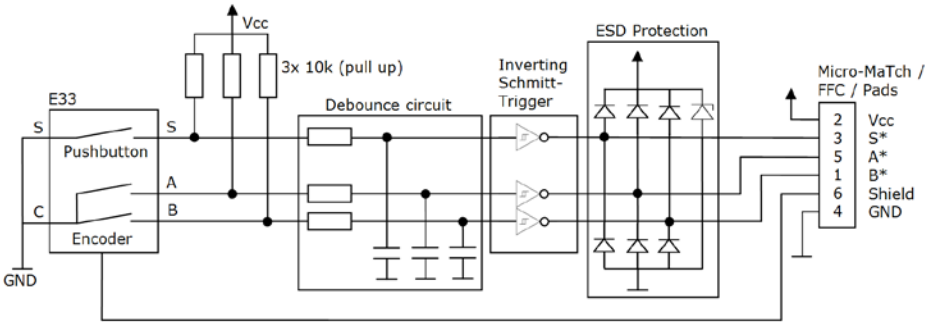 Vcc
3x 10k (pull up)
E33
S
S
Pushbutton
A
C
B
Encoder
GND
Debounce circuit
Inverting
Schmitt-
Trigger
ESD Protection
Micro-MaTch /
FFC / Pads
2 Vcc
3 S*
5 A*
1 B*
6 Shield
4 GND